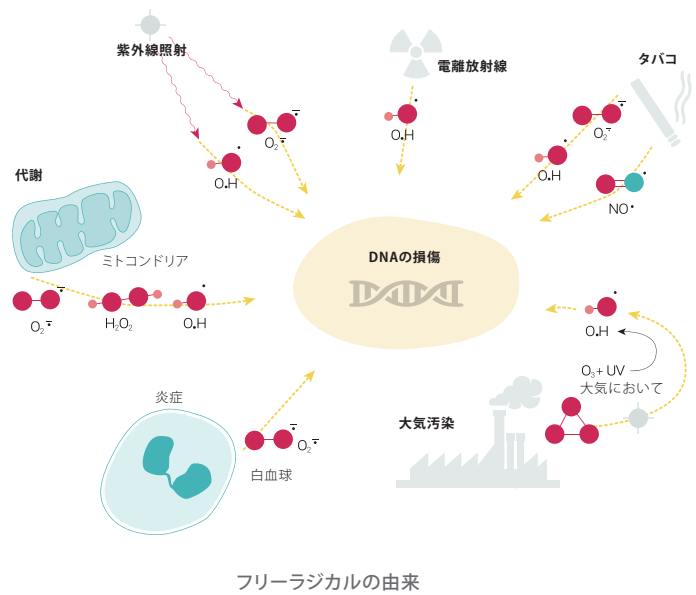 紫外線照射
電離放射線
タバコ
O₂•̅
O•H
O•H
O₂•̅
O•H
NO•
代謝
ミトコンドリア
O₂•̅
H₂O₂
O•H
DNAの損傷
O•H
O₃+ UV
大気において
大気汚染
炎症
O₂•̅
白血球
フリーラジカルの由来